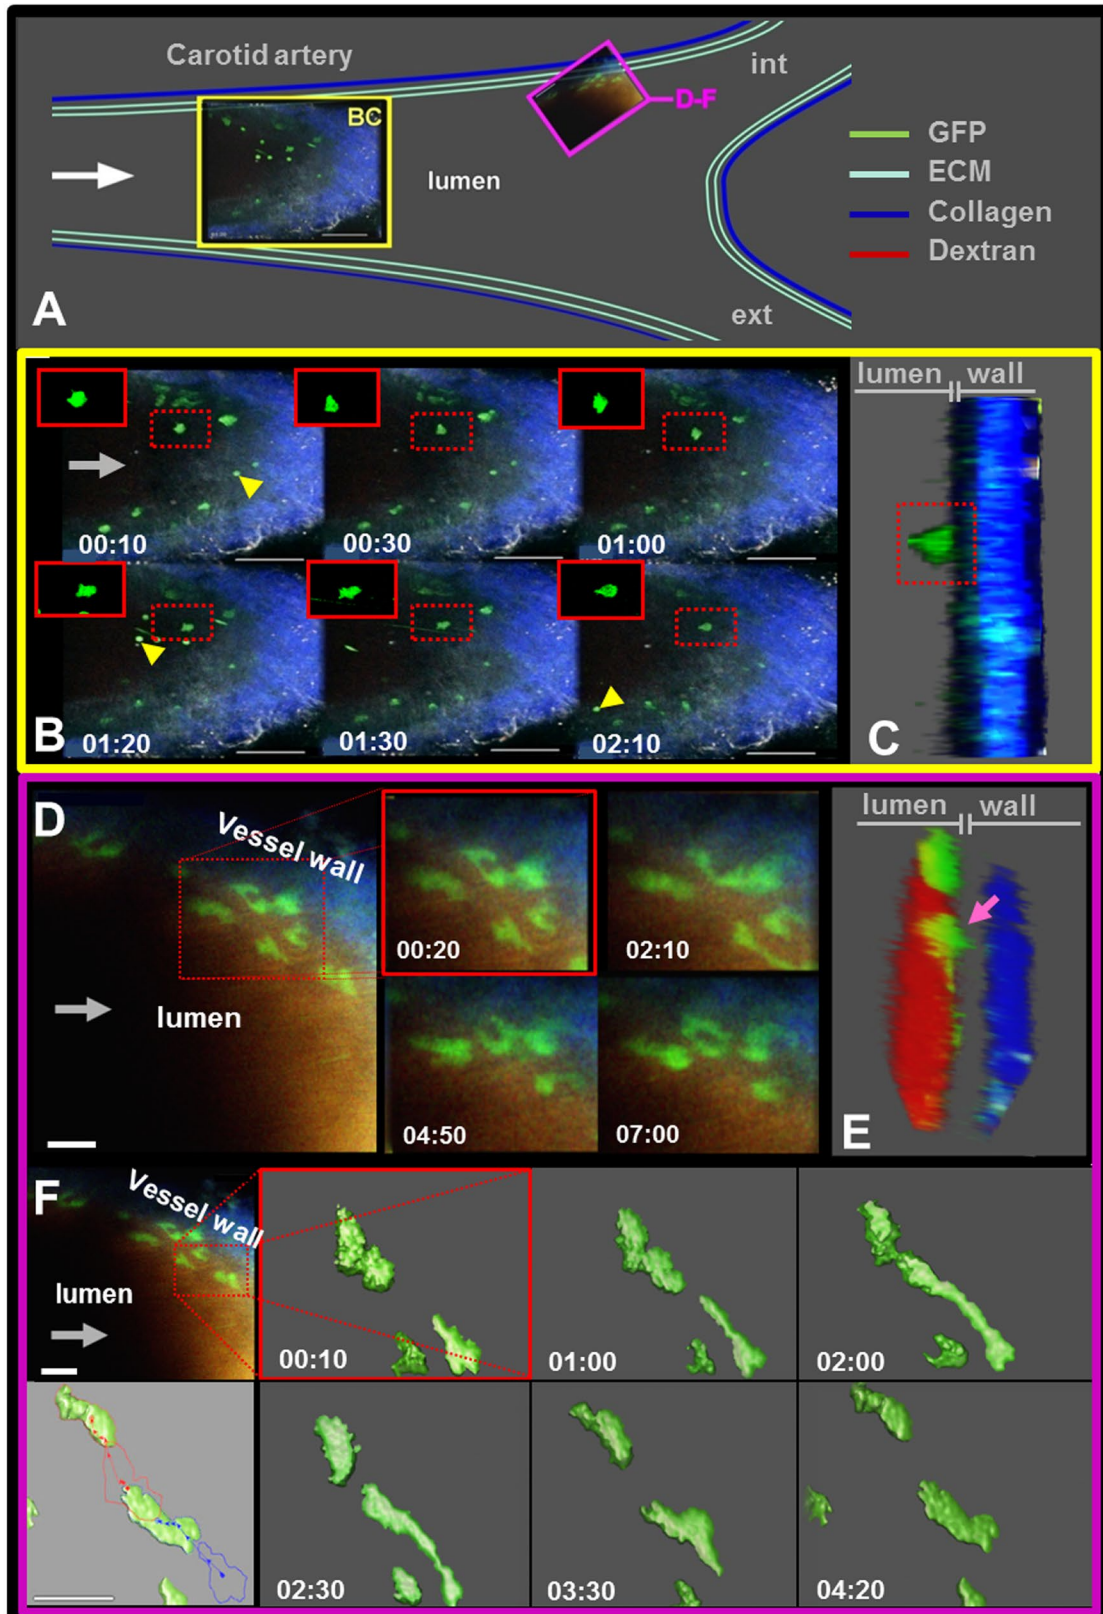 Carotid artery
int
BC
D-F
lumen
GFP
ECM
Collagen
Dextran
A
ext
lumen wall
00:10
00:30
01:00
B
01:20
01:30
02:10
C
D
Vessel wall
lumen
00:20
02:10
04:50
07:00
lumen wall
E
F
Vessel wall
lumen
00:10
01:00
02:00
02:30
03:30
04:20